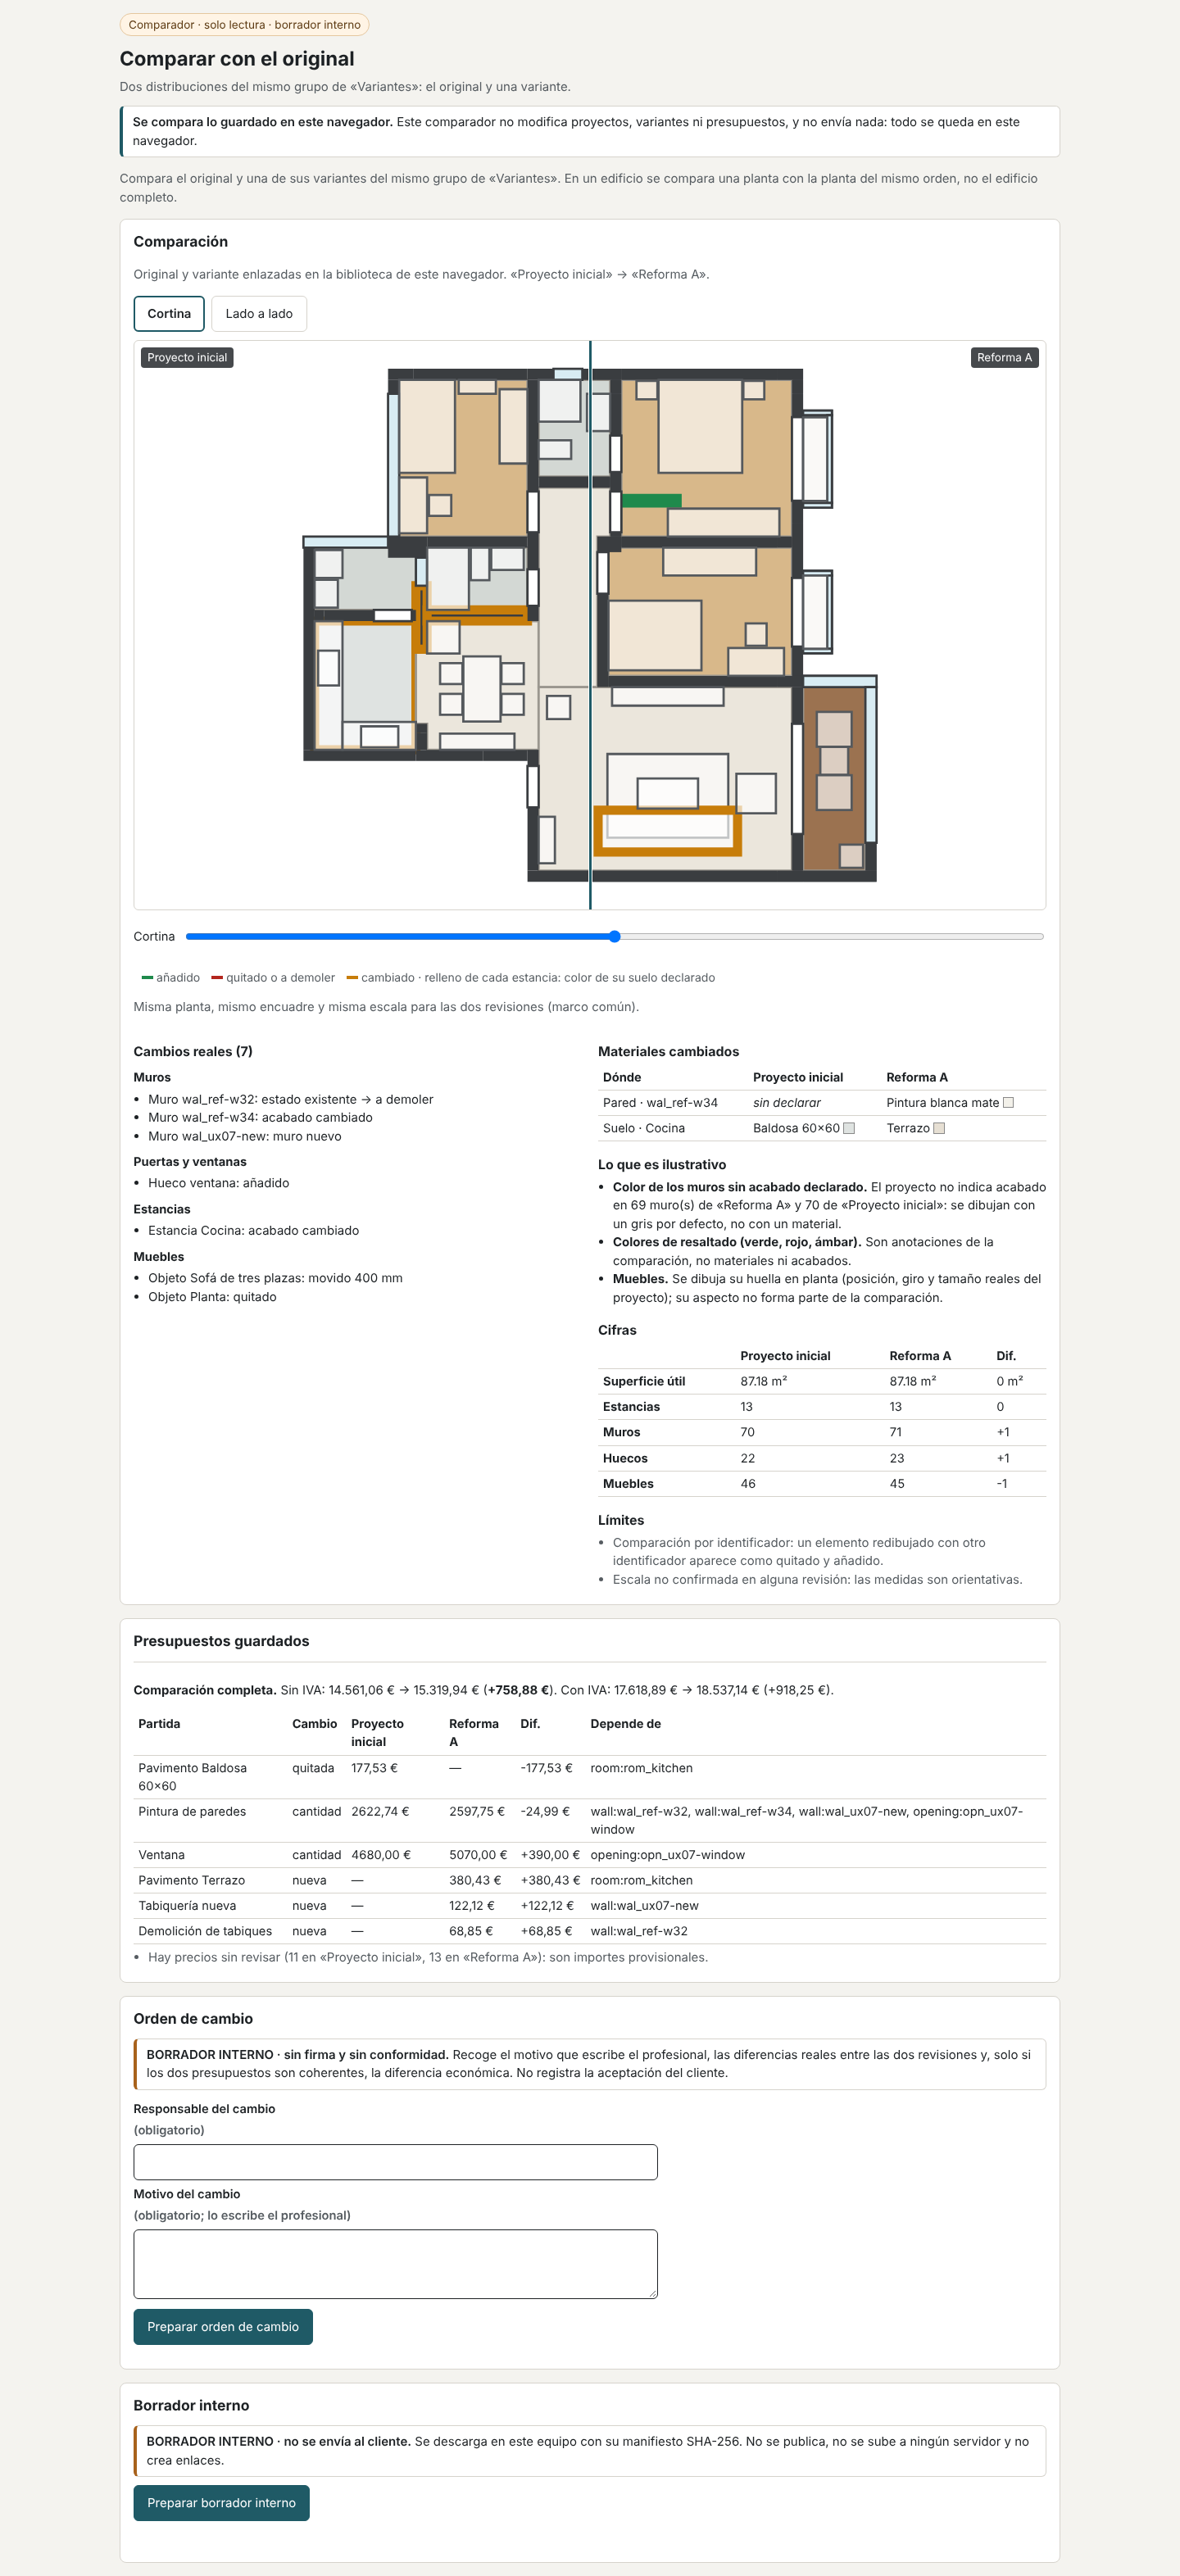 Comparador · solo lectura · borrador interno
Comparar con el original
Dos distribuciones del mismo grupo de «Variantes»: el original y una variante.
Se compara lo guardado en este navegador. Este comparador no modifica proyectos, variantes ni presupuestos, y no envía nada: todo se queda en este
navegador.
Compara el original y una de sus variantes del mismo grupo de «Variantes». En un edificio se compara una planta con la planta del mismo orden, no el edificio
completo.
Comparación
Original y variante enlazadas en la biblioteca de este navegador. «Proyecto inicial» → «Reforma A».
Cortina
Lado a lado
Proyecto inicial
Reforma A
Cortina
añadido quitado o a demoler cambiado · relleno de cada estancia: color de su suelo declarado
Misma planta, mismo encuadre y misma escala para las dos revisiones (marco común).
Cambios reales (7)
Muros
• Muro wal_ref-w32: estado existente → a demoler
• Muro wal_ref-w34: acabado cambiado
• Muro wal_ux07-new: muro nuevo
Puertas y ventanas
• Hueco ventana: añadido
Estancias
• Estancia Cocina: acabado cambiado
Muebles
• Objeto Sofá de tres plazas: movido 400 mm
• Objeto Planta: quitado
Materiales cambiados
Dónde Proyecto inicial Reforma A
Pared · wal_ref-w34 sin declarar Pintura blanca mate
Suelo · Cocina Baldosa 60×60 Terrazo
Lo que es ilustrativo
• Color de los muros sin acabado declarado. El proyecto no indica acabado
en 69 muro(s) de «Reforma A» y 70 de «Proyecto inicial»: se dibujan con
un gris por defecto, no con un material.
• Colores de resaltado (verde, rojo, ámbar). Son anotaciones de la
comparación, no materiales ni acabados.
• Muebles. Se dibuja su huella en planta (posición, giro y tamaño reales del
proyecto); su aspecto no forma parte de la comparación.
Cifras
Proyecto inicial Reforma A Dif.
Superficie útil 87.18 m² 87.18 m² 0 m²
Estancias 13 13 0
Muros 70 71 +1
Huecos 22 23 +1
Muebles 46 45 -1
Límites
• Comparación por identificador: un elemento redibujado con otro
identificador aparece como quitado y añadido.
• Escala no confirmada en alguna revisión: las medidas son orientativas.
Presupuestos guardados
Comparación completa. Sin IVA: 14.561,06 € → 15.319,94 € (+758,88 €). Con IVA: 17.618,89 € → 18.537,14 € (+918,25 €).
Partida Cambio Proyecto inicial Reforma A Dif. Depende de
Pavimento Baldosa 60×60 quitada 177,53 € — -177,53 € room:rom_kitchen
Pintura de paredes cantidad 2622,74 € 2597,75 € -24,99 € wall:wal_ref-w32, wall:wal_ref-w34, wall:wal_ux07-new, opening:opn_ux07-
window
Ventana cantidad 4680,00 € 5070,00 € +390,00 € opening:opn_ux07-window
Pavimento Terrazo nueva — 380,43 € +380,43 € room:rom_kitchen
Tabiquería nueva nueva — 122,12 € +122,12 € wall:wal_ux07-new
Demolición de tabiques nueva — 68,85 € +68,85 € wall:wal_ref-w32
• Hay precios sin revisar (11 en «Proyecto inicial», 13 en «Reforma A»): son importes provisionales.
Orden de cambio
BORRADOR INTERNO · sin firma y sin conformidad. Recoge el motivo que escribe el profesional, las diferencias reales entre las dos revisiones y, solo si
los dos presupuestos son coherentes, la diferencia económica. No registra la aceptación del cliente.
Responsable del cambio
(obligatorio)
Motivo del cambio
(obligatorio; lo escribe el profesional)
Preparar orden de cambio
Borrador interno
BORRADOR INTERNO · no se envía al cliente. Se descarga en este equipo con su manifiesto SHA-256. No se publica, no se sube a ningún servidor y no
crea enlaces.
Preparar borrador interno